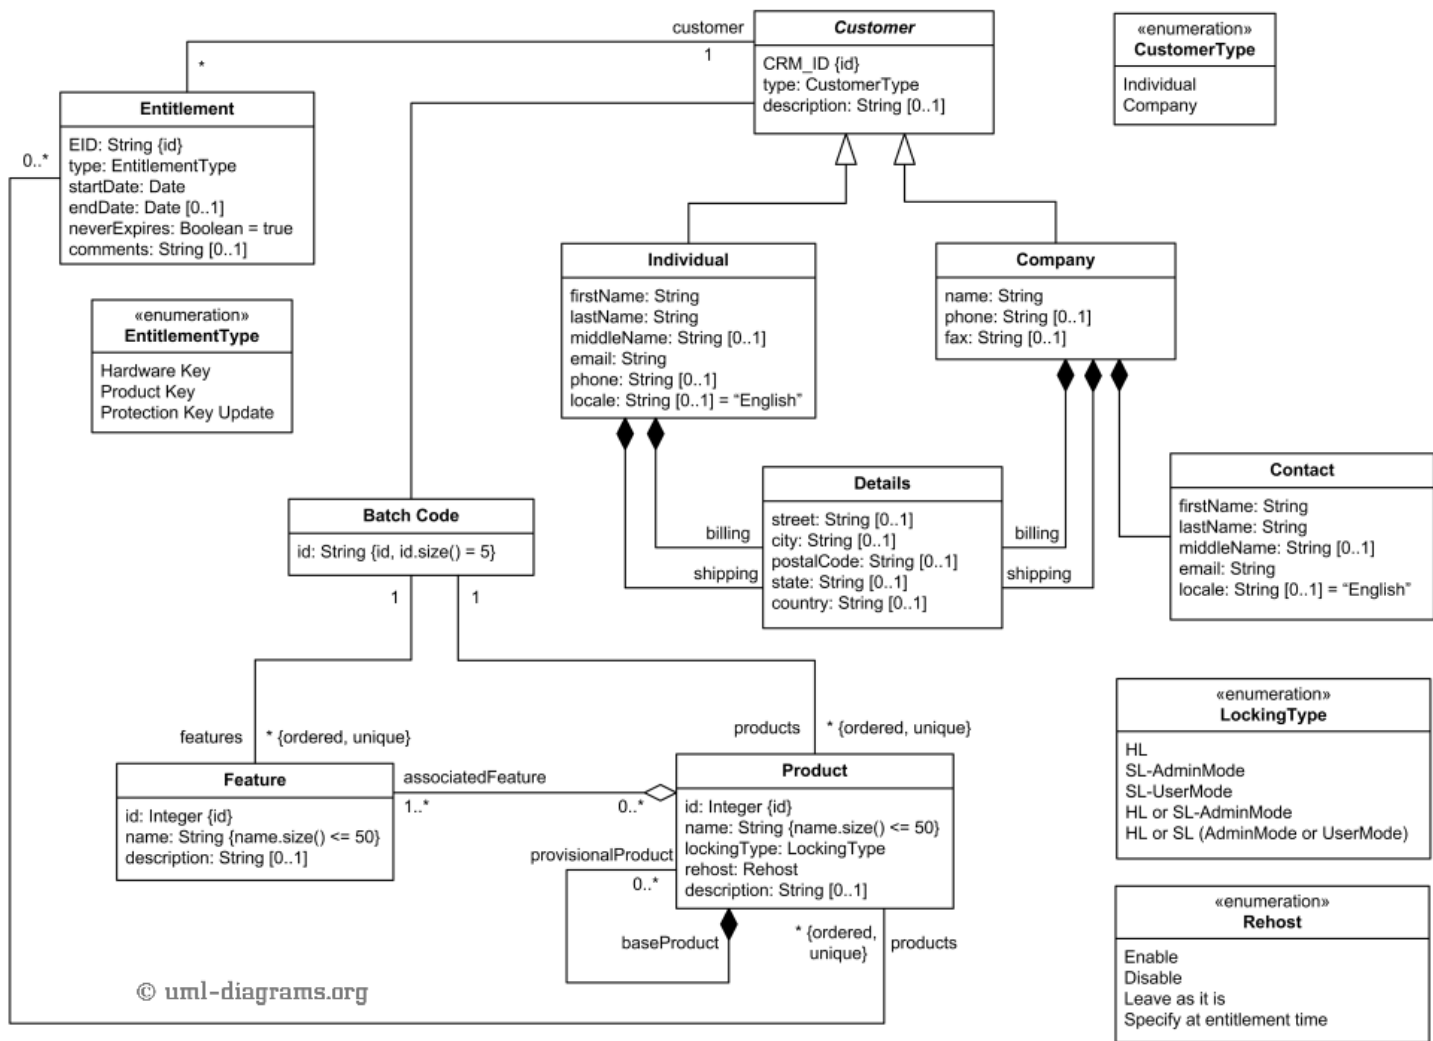 customer
1
*
Customer
CRM_ID {id}
type: CustomerType
description: String [0..1]
«enumeration»
CustomerType
Individual
Company
Entitlement
EID: String {id}
type: EntitlementType
startDate: Date
endDate: Date [0..1]
neverExpires: Boolean = true
comments: String [0..1]
0..*
«enumeration»
EntitlementType
Hardware Key
Product Key
Protection Key Update
Individual
firstName: String
lastName: String
middleName: String [0..1]
email: String
phone: String [0..1]
locale: String [0..1] = “English”
Company
name: String
phone: String [0..1]
fax: String [0..1]
Details
street: String [0..1]
city: String [0..1]
postalCode: String [0..1]
state: String [0..1]
country: String [0..1]
billing
shipping
billing
shipping
Contact
firstName: String
lastName: String
middleName: String [0..1]
email: String
locale: String [0..1] = “English”
Batch Code
id: String {id, id.size() = 5}
1
1
features
* {ordered, unique}
products
* {ordered, unique}
Feature
id: Integer {id}
name: String {name.size() <= 50}
description: String [0..1]
associatedFeature
1..*
0..*
Product
id: Integer {id}
name: String {name.size() <= 50}
lockingType: LockingType
rehost: Rehost
description: String [0..1]
provisionalProduct
0..*
baseProduct
* {ordered,
unique}
products
«enumeration»
LockingType
HL
SL-AdminMode
SL-UserMode
HL or SL-AdminMode
HL or SL (AdminMode or UserMode)
«enumeration»
Rehost
Enable
Disable
Leave as it is
Specify at entitlement time
© uml-diagrams.org